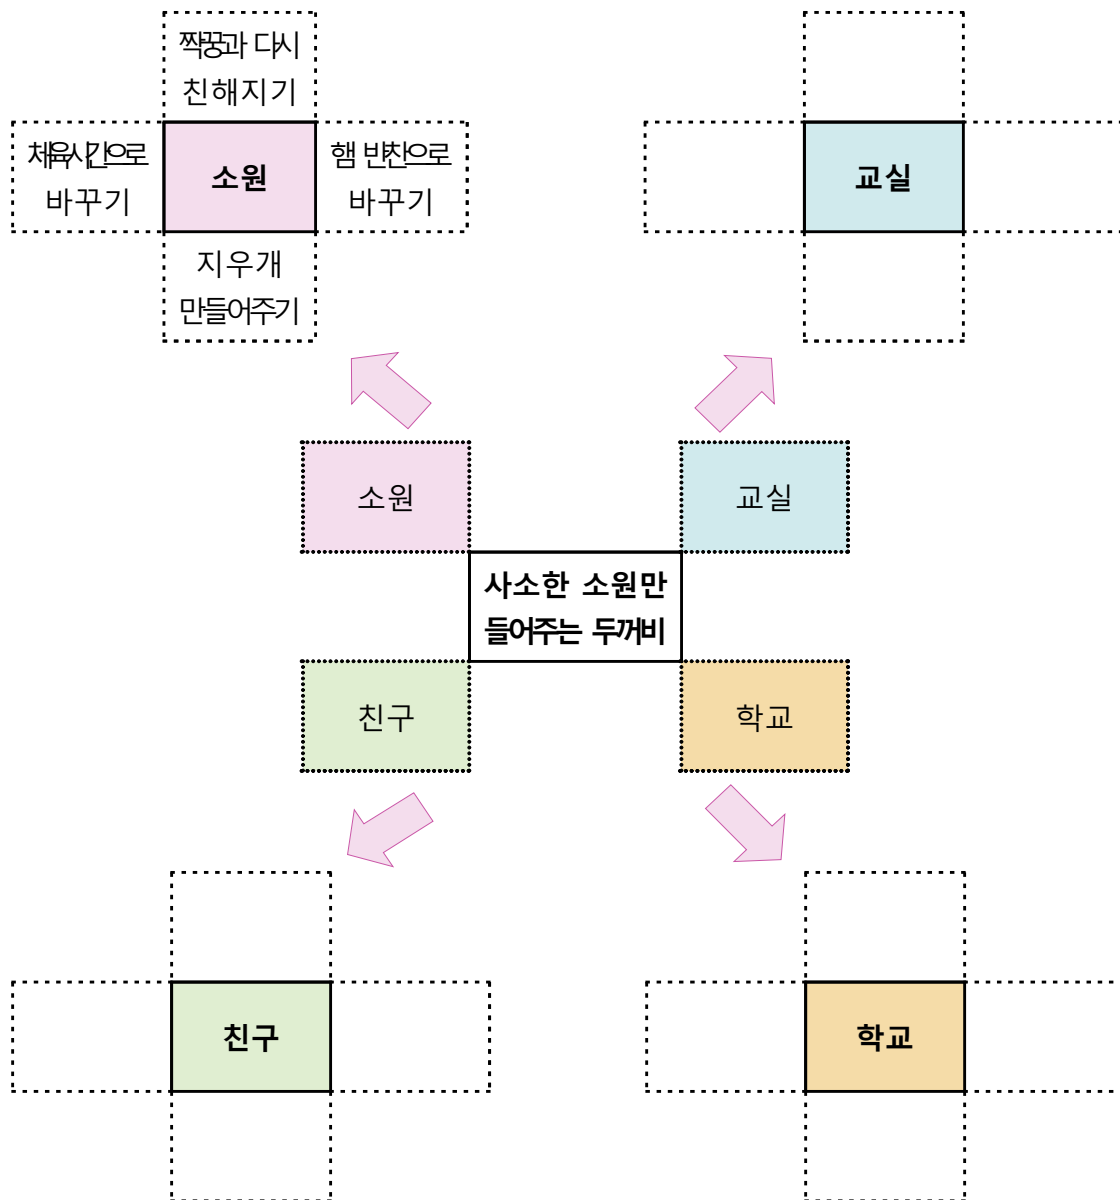 짝꿍과 다시
친해지기
체육시간으로
바꾸기
소원
햄 반찬으로
바꾸기
지우개
만들어주기
교실
소원
교실
사소한 소원만
들어주는 두꺼비
친구
학교
친구
학교